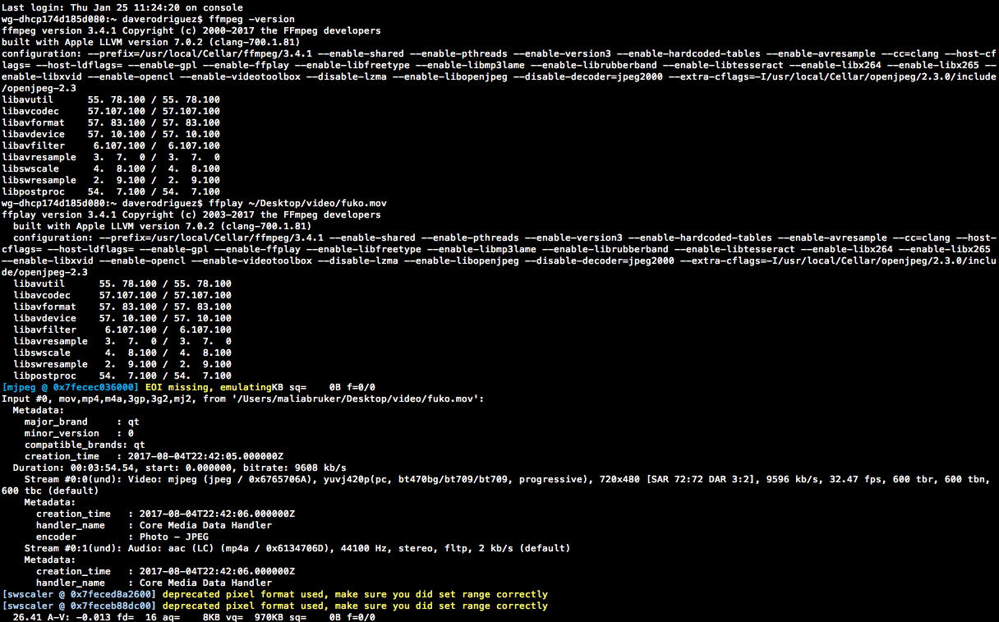 Last login: Thu Jan 25 11:24:20 on console
wg-dhcp174d185d080:~ daverodriguez$ ffmpeg -version
ffmpeg version 3.4.1 Copyright (c) 2000-2017 the FFmpeg developers
built with Apple LLVM version 7.0.2 (clang-700.1.81)
configuration: --prefix=/usr/local/Cellar/ffmpeg/3.4.1 --enable-shared --enable-pthreads --enable-version3 --enable-hardcoded-tables --enable-avresample --cc=clang --host-cf
lags= --host-ldflags= --enable-gpl --enable-ffplay --enable-libfreetype --enable-libmp3lame --enable-librubberband --enable-libtesseract --enable-libx264 --enable-libx265 --
enable-libxvid --enable-opencl --enable-videotoolbox --disable-lzma --enable-libopenjpeg --disable-decoder=jpeg2000 --extra-cflags=-I/usr/local/Cellar/openjpeg/2.3.0/include
/openjpeg-2.3
libavutil      55. 78.100 / 55. 78.100
libavcodec     57.107.100 / 57.107.100
libavformat    57. 83.100 / 57. 83.100
libavdevice    57. 10.100 / 57. 10.100
libavfilter     6.107.100 /  6.107.100
libavresample   3.  7.  0 /  3.  7.  0
libswscale      4.  8.100 /  4.  8.100
libswresample   2.  9.100 /  2.  9.100
libpostproc    54.  7.100 / 54.  7.100
wg-dhcp174d185d080:~ daverodriguez$ ffplay ~/Desktop/video/fuko.mov
ffplay version 3.4.1 Copyright (c) 2003-2017 the FFmpeg developers
  built with Apple LLVM version 7.0.2 (clang-700.1.81)
  configuration: --prefix=/usr/local/Cellar/ffmpeg/3.4.1 --enable-shared --enable-pthreads --enable-version3 --enable-hardcoded-tables --enable-avresample --cc=clang --host-
cflags= --host-ldflags= --enable-gpl --enable-ffplay --enable-libfreetype --enable-libmp3lame --enable-librubberband --enable-libtesseract --enable-libx264 --enable-libx265 
--enable-libxvid --enable-opencl --enable-videotoolbox --disable-lzma --enable-libopenjpeg --disable-decoder=jpeg2000 --extra-cflags=-I/usr/local/Cellar/openjpeg/2.3.0/inclu
de/openjpeg-2.3
  libavutil      55. 78.100 / 55. 78.100
  libavcodec     57.107.100 / 57.107.100
  libavformat    57. 83.100 / 57. 83.100
  libavdevice    57. 10.100 / 57. 10.100
  libavfilter     6.107.100 /  6.107.100
  libavresample   3.  7.  0 /  3.  7.  0
  libswscale      4.  8.100 /  4.  8.100
  libswresample   2.  9.100 /  2.  9.100
  libpostproc    54.  7.100 / 54.  7.100
[mjpeg @ 0x7fecec036000] EOI missing, emulatingKB sq=    0B f=0/0
Input #0, mov,mp4,m4a,3gp,3g2,mj2, from '/Users/maliabruker/Desktop/video/fuko.mov':
  Metadata:
    major_brand     : qt
    minor_version   : 0
    compatible_brands: qt
    creation_time   : 2017-08-04T22:42:05.000000Z
  Duration: 00:03:54.54, start: 0.000000, bitrate: 9608 kb/s
    Stream #0:0(und): Video: mjpeg (jpeg / 0x6765706A), yuvj420p(pc, bt470bg/bt709/bt709, progressive), 720x480 [SAR 72:72 DAR 3:2], 9596 kb/s, 32.47 fps, 600 tbr, 600 tbn,
600 tbc (default)
    Metadata:
      creation_time   : 2017-08-04T22:42:06.000000Z
      handler_name    : Core Media Data Handler
      encoder         : Photo - JPEG
    Stream #0:1(und): Audio: aac (LC) (mp4a / 0x6134706D), 44100 Hz, stereo, fltp, 2 kb/s (default)
    Metadata:
      creation_time   : 2017-08-04T22:42:06.000000Z
      handler_name    : Core Media Data Handler
[swscaler @ 0x7feced8a2600] deprecated pixel format used, make sure you did set range correctly
[swscaler @ 0x7feceb88dc00] deprecated pixel format used, make sure you did set range correctly
  26.41 A-V: -0.013 fd=  16 aq=    8KB vq=  970KB sq=    0B f=0/0